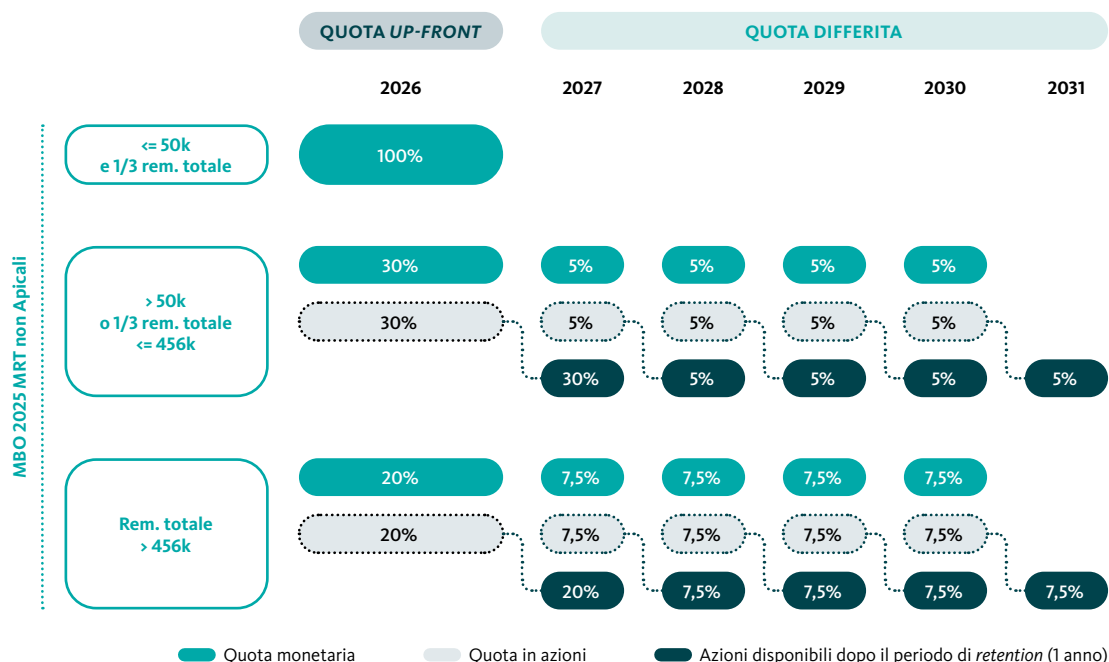 QUOTA UP-FRONT
QUOTA DIFFERITA
2026 2027 2028 2029 2030 2031
MBO 2025 MRT non Apicali
<= 50k
e 1/3 rem. totale
100%
> 50k
o 1/3 rem. totale
<= 456k
30% 5% 5% 5% 5%
30% 5% 5% 5% 5%
30% 5% 5% 5% 5%
Rem. totale
> 456k
20% 7,5% 7,5% 7,5% 7,5%
20% 7,5% 7,5% 7,5% 7,5%
20% 7,5% 7,5% 7,5% 7,5%
Quota monetaria
Quota in azioni
Azioni disponibili dopo il periodo di retention (1 anno)